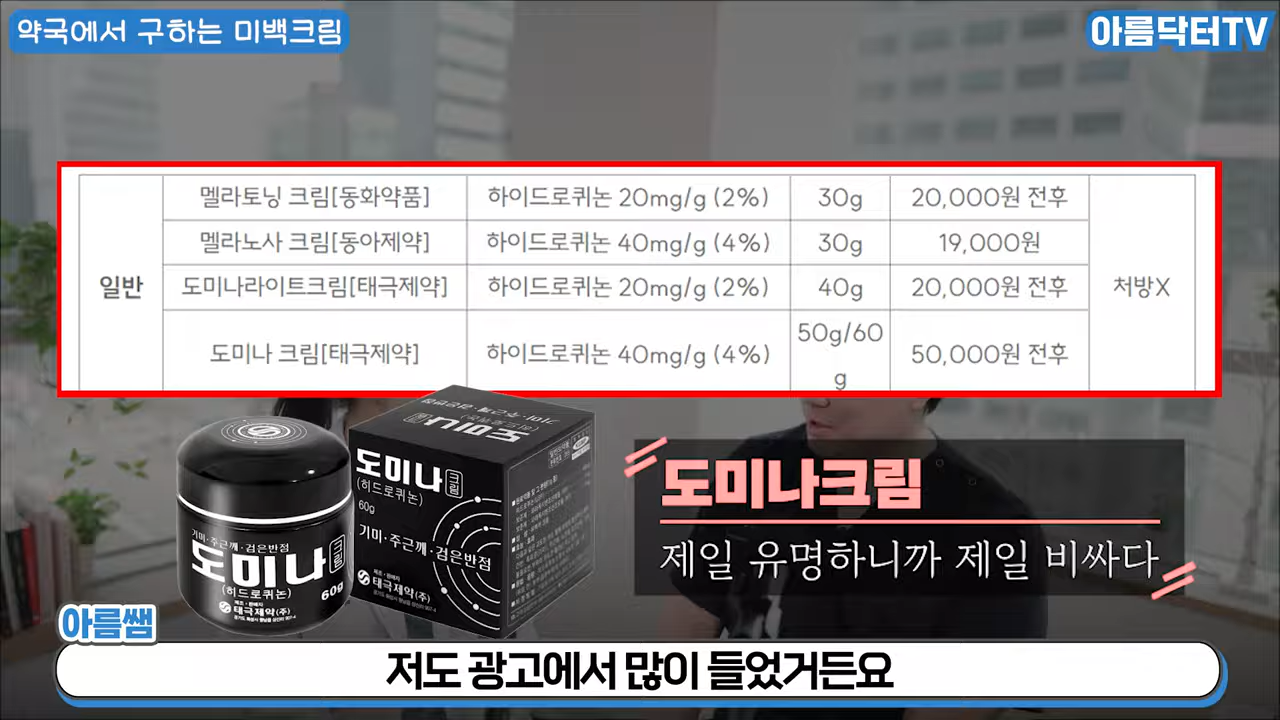 약국에서 구하는 미백크림
아름닥터TV
일반
멜라토닝 크림[동화약품] 하이드로퀴논 20mg/g (2%) 30g 20,000원 전후
멜라노사 크림[동아제약] 하이드로퀴논 40mg/g (4%) 30g 19,000원
도미나라이트크림[태극제약] 하이드로퀴논 20mg/g (2%) 40g 20,000원 전후
도미나 크림[태극제약] 하이드로퀴논 40mg/g (4%) 50g/60g 50,000원 전후
처방X
기미·주근깨·검은반점
도미나크림
(히드로퀴논)
60g
태극제약(주)
도미나크림
도미나크림
(히드로퀴논)
60g
기미·주근깨·검은반점
태극제약(주)
도미나크림
제일 유명하니까 제일 비싸다
아름쌤
저도 광고에서 많이 들었거든요